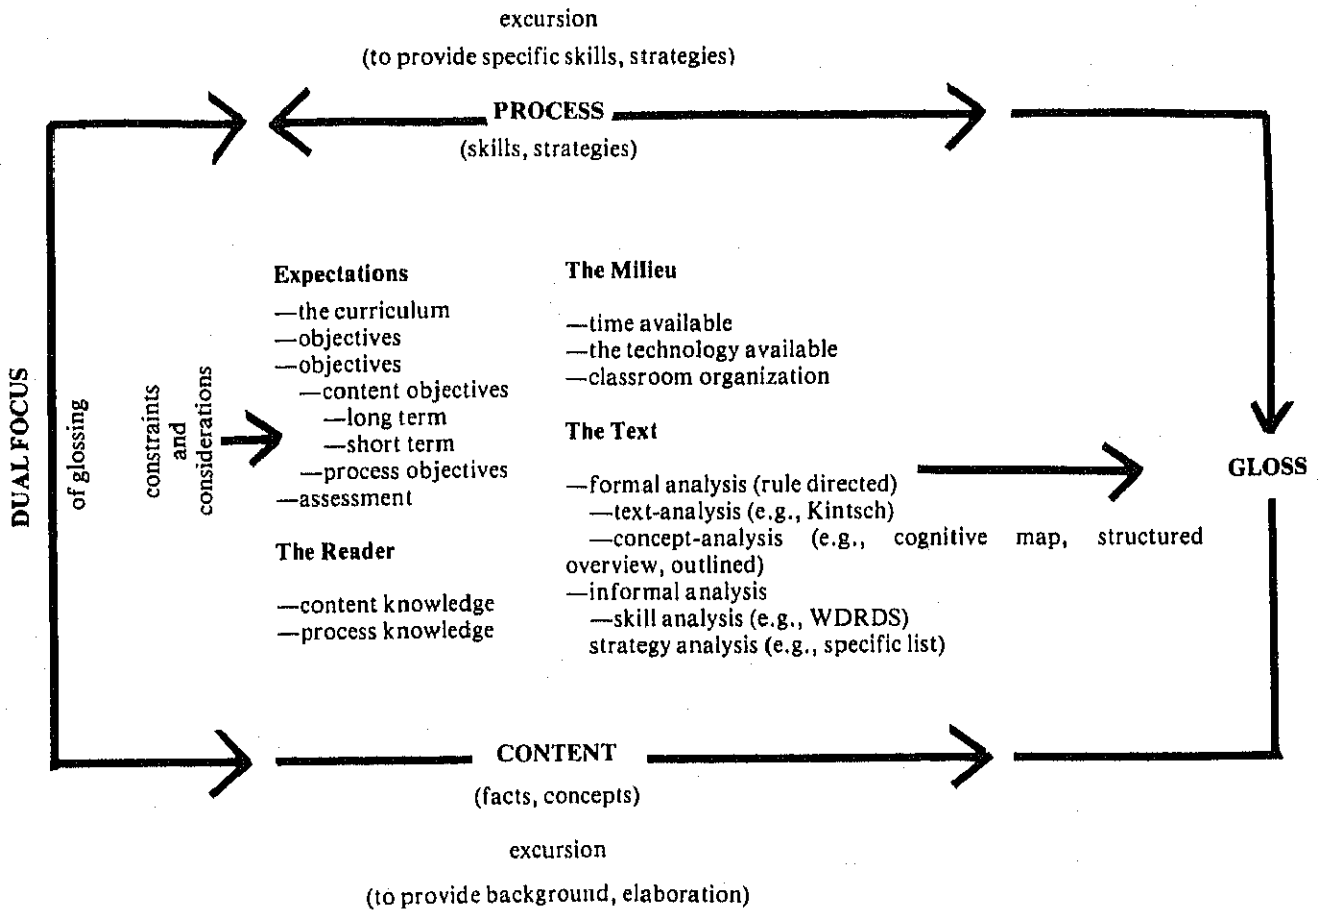 excursion
(to provide specific skills, strategies)
PROCESS
(skills, strategies)
DUAL FOCUS
of glossing
constraints
and
considerations
Expectations
—the curriculum
—objectives
—objectives
—content objectives
—long term
—short term
—process objectives
—assessment
The Reader
—content knowledge
—process knowledge
The Milieu
—time available
—the technology available
—classroom organization
The Text
—formal analysis (rule directed)
—text-analysis (e.g., Kintsch)
—concept-analysis (e.g., cognitive map, structured
overview, outlined)
—informal analysis
—skill analysis (e.g., WDRDS)
strategy analysis (e.g., specific list)
GLOSS
CONTENT
(facts, concepts)
excursion
(to provide background, elaboration)